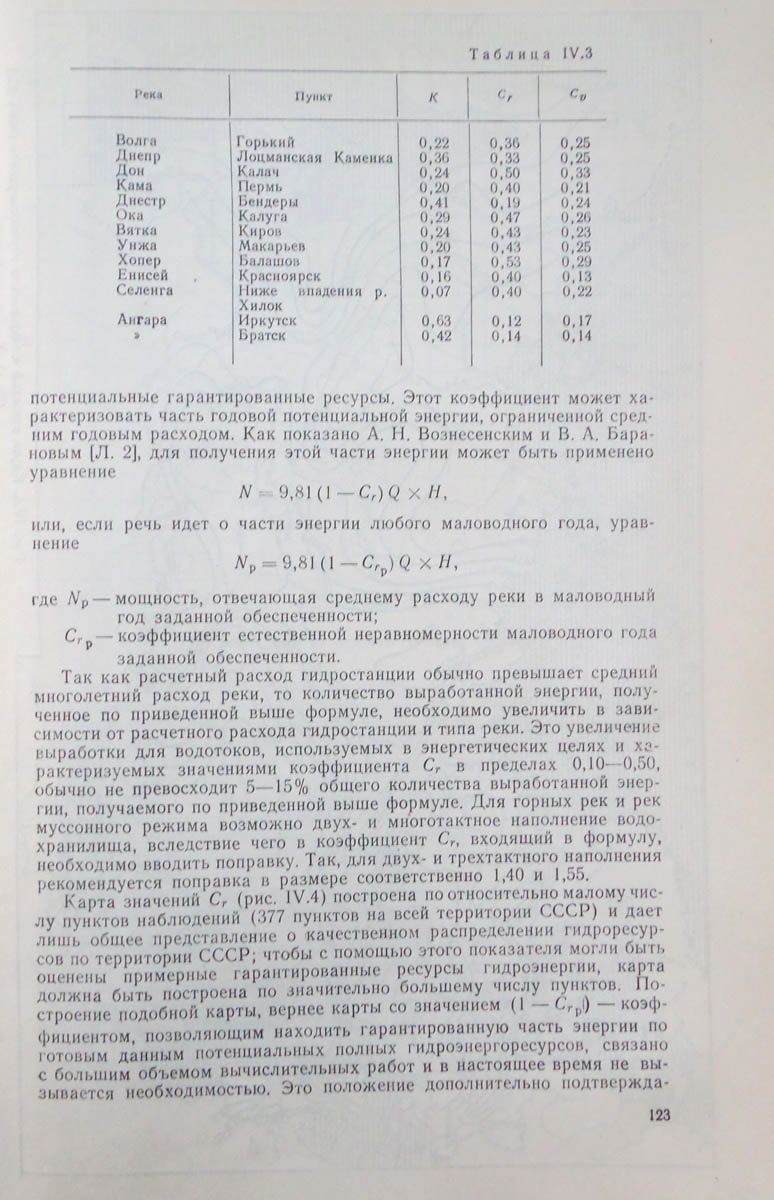 Таблица IV.3
Река Пункт K C_r C_v
Волга Горький 0,22 0,36 0,25
Днепр Лоцманская Каменка 0,36 0,33 0,25
Дон Калач 0,24 0,50 0,33
Кама Пермь 0,20 0,40 0,21
Днестр Бендеры 0,41 0,19 0,24
Ока Калуга 0,29 0,47 0,26
Вятка Киров 0,24 0,43 0,23
Унжа Макарьев 0,20 0,43 0,25
Хопер Балашов 0,17 0,53 0,29
Енисей Красноярск 0,16 0,40 0,13
Селенга Ниже впадения р. 0,07 0,40 0,22
Хилок
Ангара Иркутск 0,63 0,12 0,17
» Братск 0,42 0,14 0,14
потенциальные гарантированные ресурсы. Этот коэффициент может ха-
рактеризовать часть годовой потенциальной энергии, ограниченной сред-
ним годовым расходом. Как показано А. Н. Вознесенским и В. А. Бара-
новым [Л. 2], для получения этой части энергии может быть применено
уравнение
N = 9,81 (1 — C_r) Q × H,
или, если речь идет о части энергии любого маловодного года, урав-
нение
N_р = 9,81 (1 — C_{r_р}) Q × H,
где N_р — мощность, отвечающая среднему расходу реки в маловодный
год заданной обеспеченности;
C_{r_р} — коэффициент естественной неравномерности маловодного года
заданной обеспеченности.
Так как расчетный расход гидростанции обычно превышает средний
многолетний расход реки, то количество выработанной энергии, полу-
ченное по приведенной выше формуле, необходимо увеличить в зави-
симости от расчетного расхода гидростанции и типа реки. Это увеличение
выработки для водотоков, используемых в энергетических целях и ха-
рактеризуемых значениями коэффициента C_r в пределах 0,10—0,50,
обычно не превосходит 5—15% общего количества выработанной энер-
гии, получаемого по приведенной выше формуле. Для горных рек и рек
муссонного режима возможно двух- и многотактное наполнение водо-
хранилища, вследствие чего в коэффициент C_r, входящий в формулу,
необходимо вводить поправку. Так, для двух- и трехтактного наполнения
рекомендуется поправка в размере соответственно 1,40 и 1,55.
Карта значений C_r (рис. IV.4) построена по относительно малому чис-
лу пунктов наблюдений (377 пунктов на всей территории СССР) и дает
лишь общее представление о качественном распределении гидроресур-
сов по территории СССР; чтобы с помощью этого показателя могли быть
оценены примерные гарантированные ресурсы гидроэнергии, карта
должна быть построена по значительно большему числу пунктов. По-
строение подобной карты, вернее карты со значением (1 — C_{r_р}) — коэф-
фициентом, позволяющим находить гарантированную часть энергии по
готовым данным потенциальных полных гидроэнергоресурсов, связано
с большим объемом вычислительных работ и в настоящее время не вы-
зывается необходимостью. Это положение дополнительно подтвержда-
123